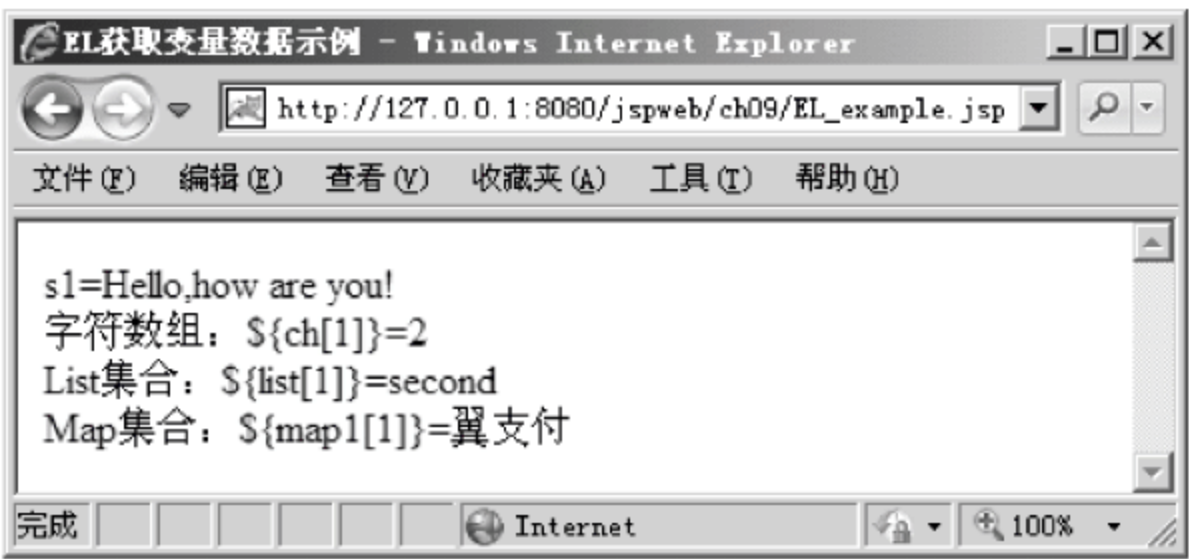 EL获取变量数据示例 - Windows Internet Explorer
http://127.0.0.1:8080/jspweb/ch09/EL_example.jsp
文件(F) 编辑(E) 查看(V) 收藏夹(A) 工具(T) 帮助(H)
s1=Hello,how are you!
字符数组：${ch[1]}=2
List集合：${list[1]}=second
Map集合：${map1[1]}=翼支付
完成 Internet 100%